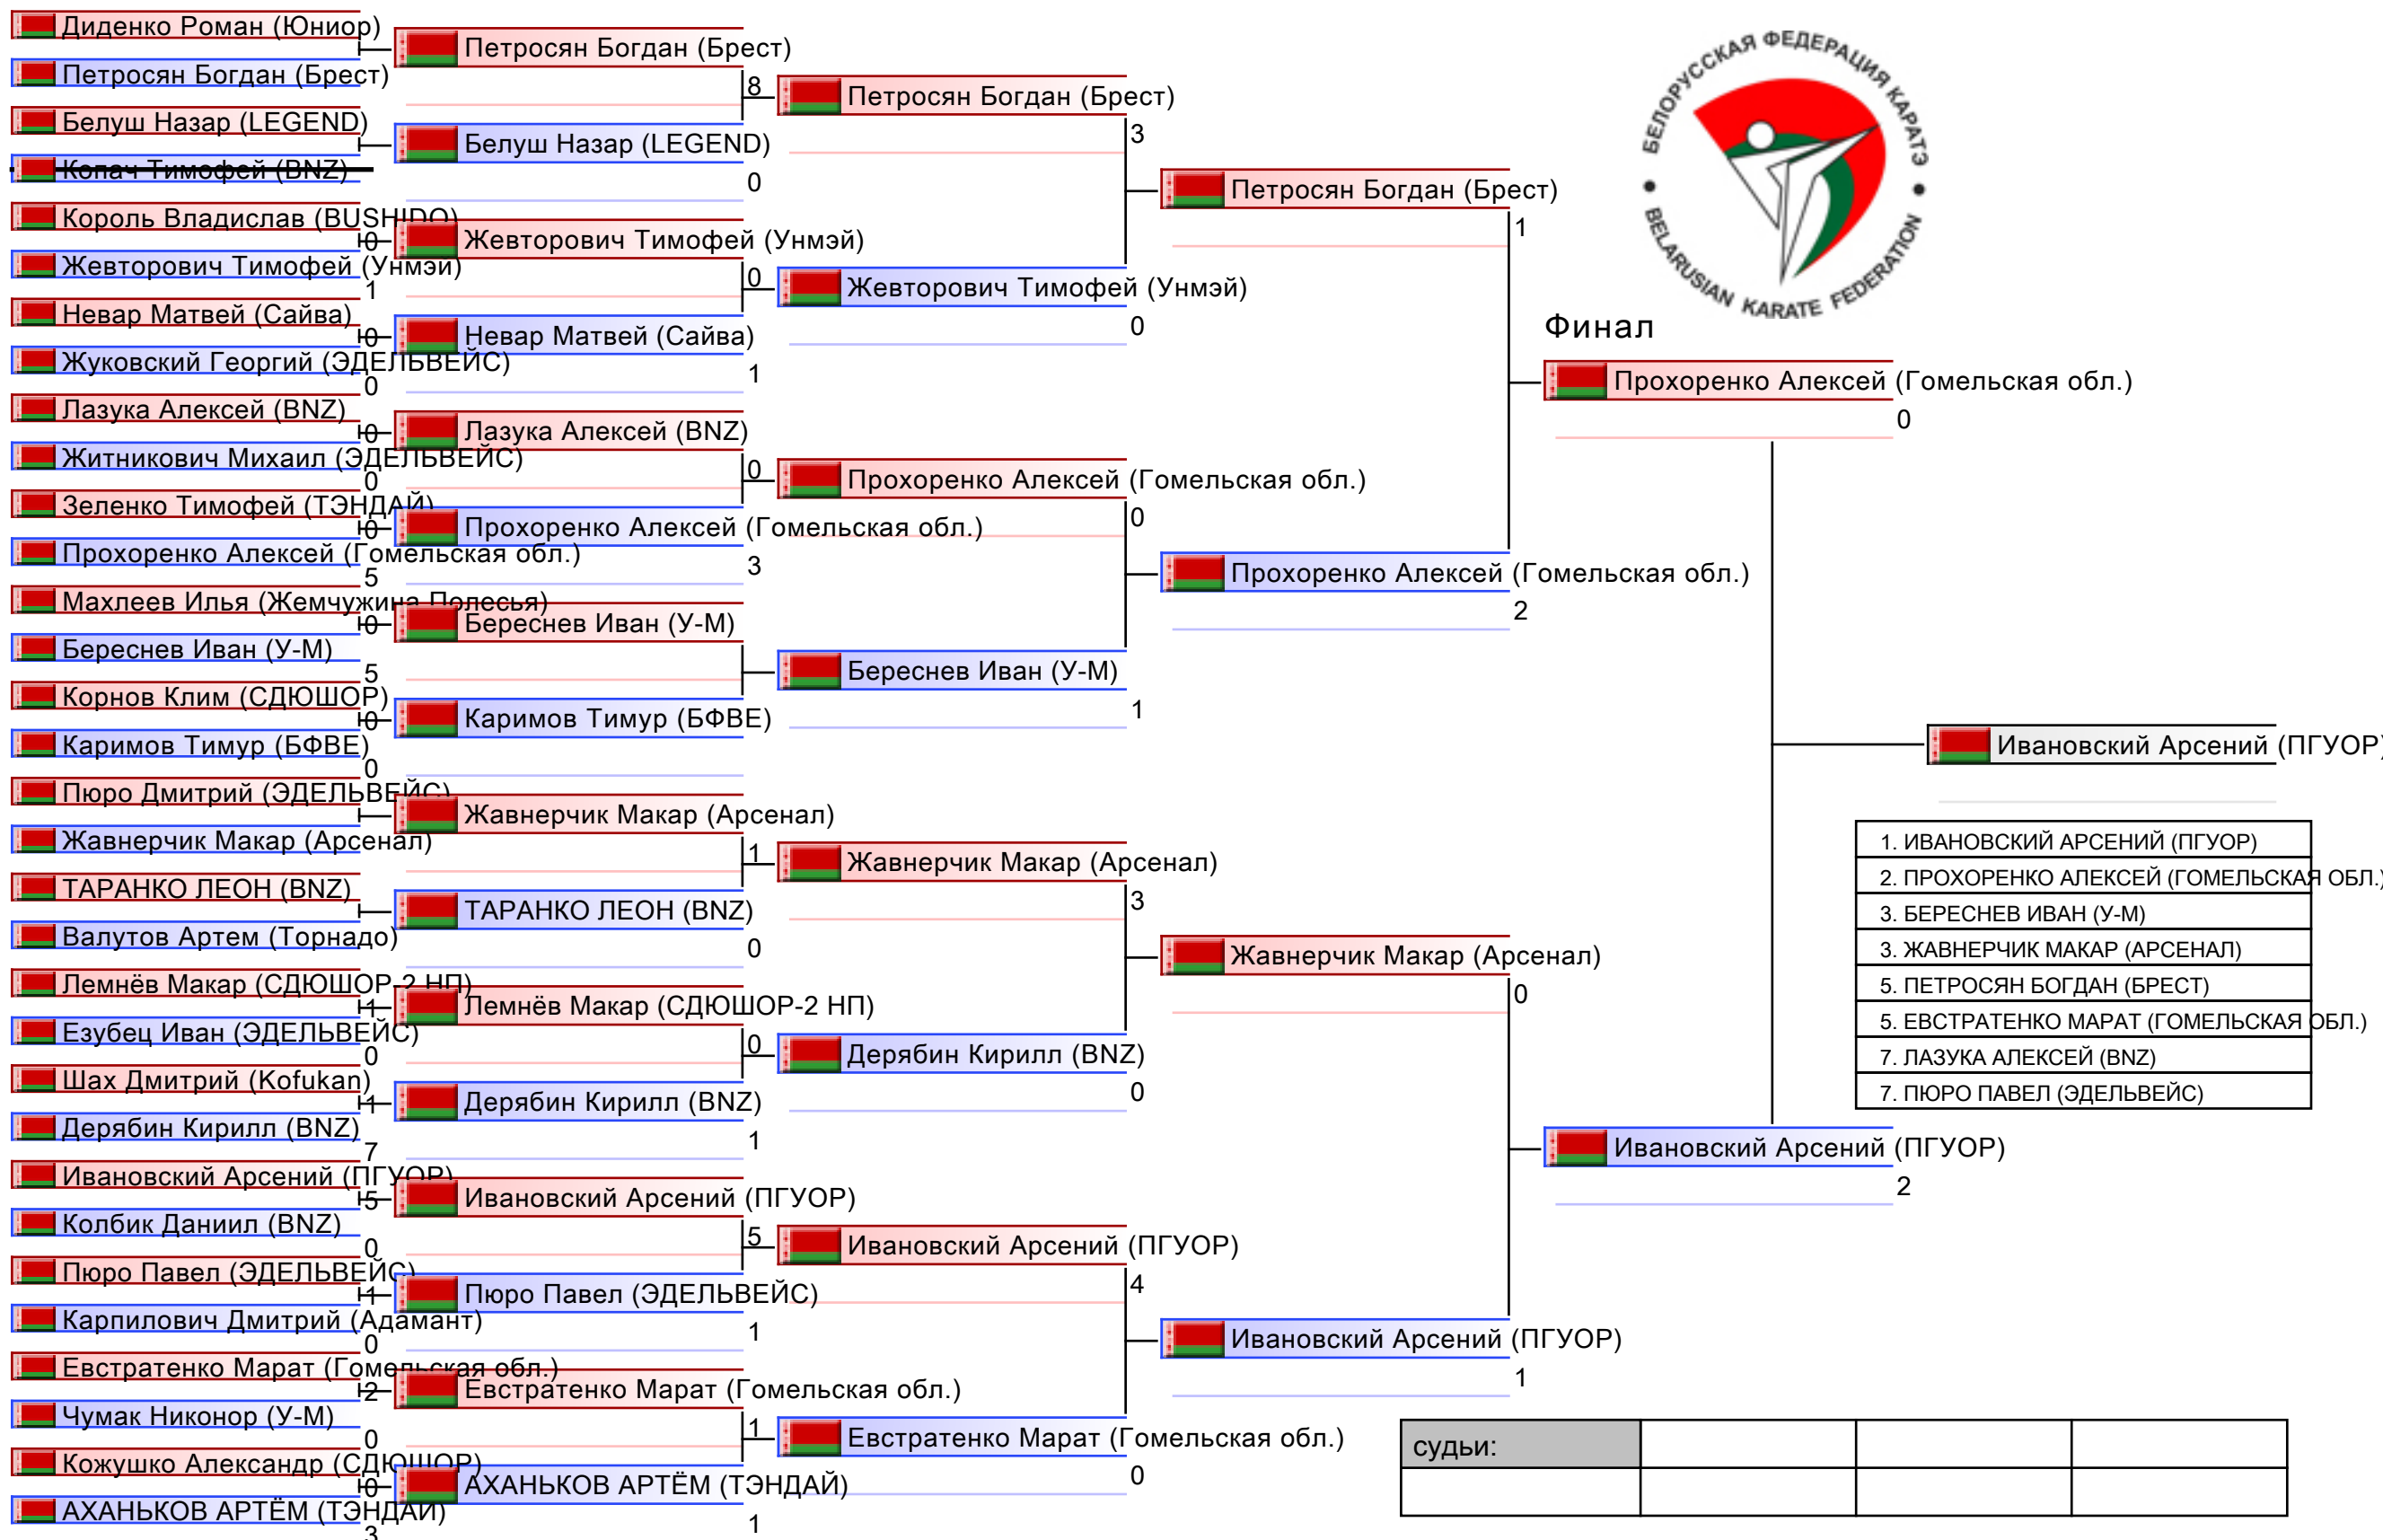 Диденко Роман (Юниор)
Петросян Богдан (Брест)
Белуш Назар (LEGEND)
Копач Тимофей (BNZ)
Король Владислав (BUSHIDO)
0
Жевторович Тимофей (Унмэй)
1
Невар Матвей (Сайва)
0
Жуковский Георгий (ЭДЕЛЬВЕЙС)
0
Лазука Алексей (BNZ)
0
Житникович Михаил (ЭДЕЛЬВЕЙС)
0
Зеленко Тимофей (ТЭНДАЙ)
0
Прохоренко Алексей (Гомельская обл.)
5
Махлеев Илья (Жемчужина Полесья)
0
Береснев Иван (У-М)
5
Корнов Клим (СДЮШОР)
0
Каримов Тимур (БФВЕ)
0
Пюро Дмитрий (ЭДЕЛЬВЕЙС)
Жавнерчик Макар (Арсенал)
ТАРАНКО ЛЕОН (BNZ)
Валутов Артем (Торнадо)
Лемнёв Макар (СДЮШОР-2 НП)
1
Езубец Иван (ЭДЕЛЬВЕЙС)
0
Шах Дмитрий (Kofukan)
1
Дерябин Кирилл (BNZ)
7
Ивановский Арсений (ПГУОР)
5
Колбик Даниил (BNZ)
0
Пюро Павел (ЭДЕЛЬВЕЙС)
1
Карпилович Дмитрий (Адамант)
0
Евстратенко Марат (Гомельская обл.)
2
Чумак Никонор (У-М)
0
Кожушко Александр (СДЮШОР)
0
АХАНЬКОВ АРТЁМ (ТЭНДАЙ)
3
Петросян Богдан (Брест)
8
Белуш Назар (LEGEND)
0
Жевторович Тимофей (Унмэй)
0
Невар Матвей (Сайва)
1
Лазука Алексей (BNZ)
0
Прохоренко Алексей (Гомельская обл.)
3
Береснев Иван (У-М)
Каримов Тимур (БФВЕ)
Жавнерчик Макар (Арсенал)
1
ТАРАНКО ЛЕОН (BNZ)
0
Лемнёв Макар (СДЮШОР-2 НП)
0
Дерябин Кирилл (BNZ)
1
Ивановский Арсений (ПГУОР)
5
Пюро Павел (ЭДЕЛЬВЕЙС)
1
Евстратенко Марат (Гомельская обл.)
1
АХАНЬКОВ АРТЁМ (ТЭНДАЙ)
1
Петросян Богдан (Брест)
3
Жевторович Тимофей (Унмэй)
0
Прохоренко Алексей (Гомельская обл.)
0
Береснев Иван (У-М)
1
Жавнерчик Макар (Арсенал)
3
Дерябин Кирилл (BNZ)
0
Ивановский Арсений (ПГУОР)
4
Евстратенко Марат (Гомельская обл.)
0
Петросян Богдан (Брест)
1
Прохоренко Алексей (Гомельская обл.)
2
Жавнерчик Макар (Арсенал)
0
Ивановский Арсений (ПГУОР)
1
БЕЛОРУССКАЯ ФЕДЕРАЦИЯ КАРАТЭ
BELARUSIAN KARATE FEDERATION
Финал
Прохоренко Алексей (Гомельская обл.)
0
Ивановский Арсений (ПГУОР)
2
Ивановский Арсений (ПГУОР)
1. ИВАНОВСКИЙ АРСЕНИЙ (ПГУОР)
2. ПРОХОРЕНКО АЛЕКСЕЙ (ГОМЕЛЬСКАЯ ОБЛ.)
3. БЕРЕСНЕВ ИВАН (У-М)
3. ЖАВНЕРЧИК МАКАР (АРСЕНАЛ)
5. ПЕТРОСЯН БОГДАН (БРЕСТ)
5. ЕВСТРАТЕНКО МАРАТ (ГОМЕЛЬСКАЯ ОБЛ.)
7. ЛАЗУКА АЛЕКСЕЙ (BNZ)
7. ПЮРО ПАВЕЛ (ЭДЕЛЬВЕЙС)
судьи: